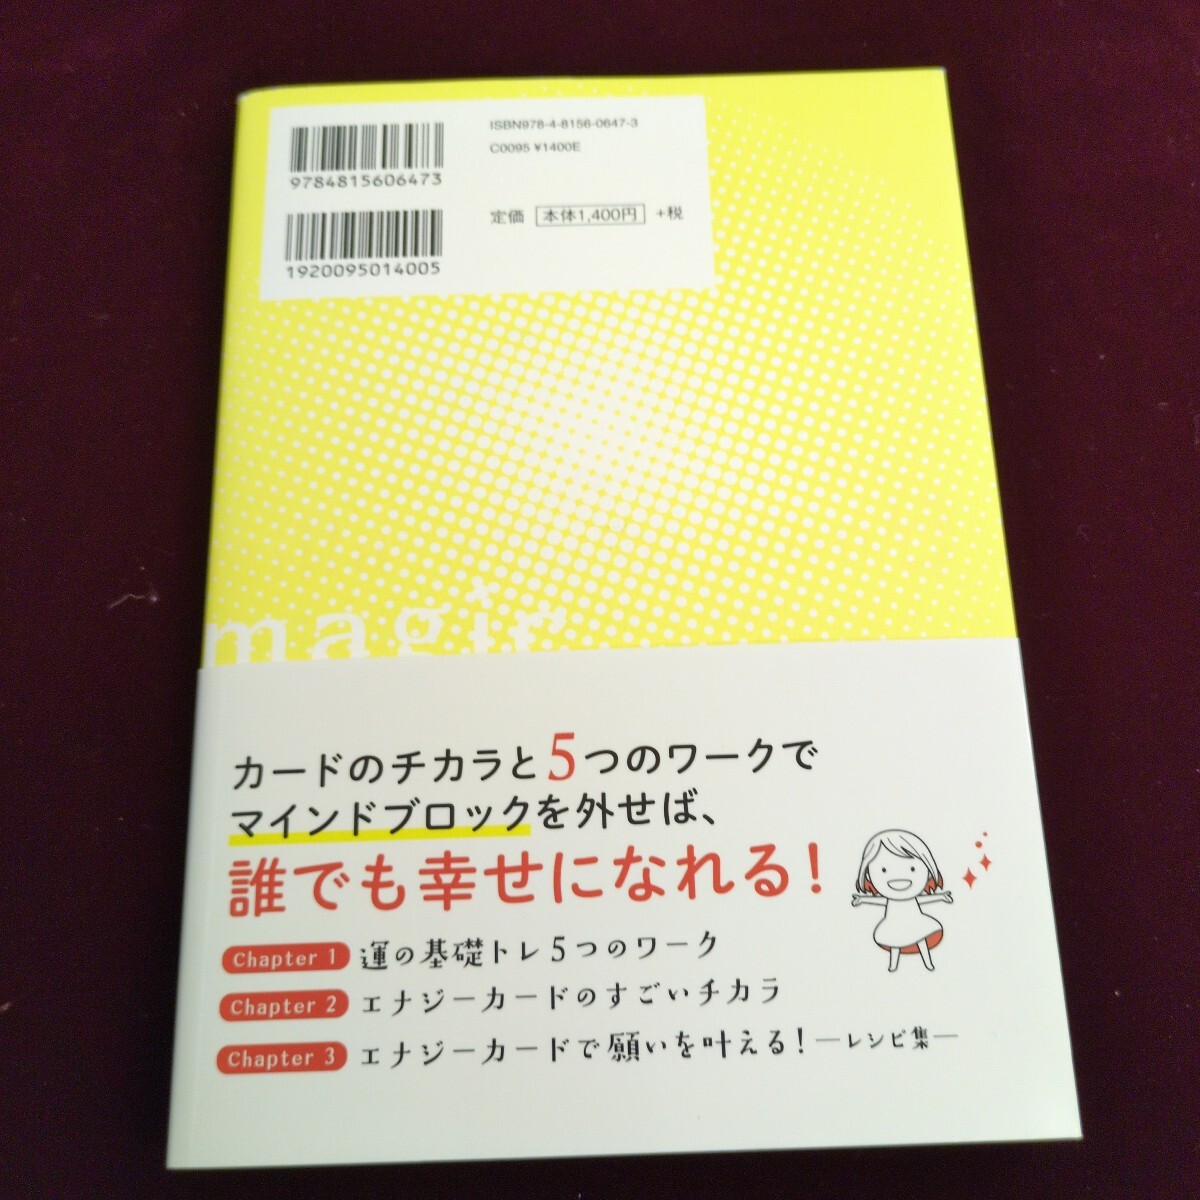 ISBN978-4-8156-0647-3
C0095 ¥1400E
9784815606473
定価 本体1,400円 +税
1920095014005
magic
カードのチカラと5つのワークで
マインドブロックを外せば、
誰でも幸せになれる！
Chapter 1 運の基礎トレ5つのワーク
Chapter 2 エナジーカードのすごいチカラ
Chapter 3 エナジーカードで願いを叶える！―レシピ集―